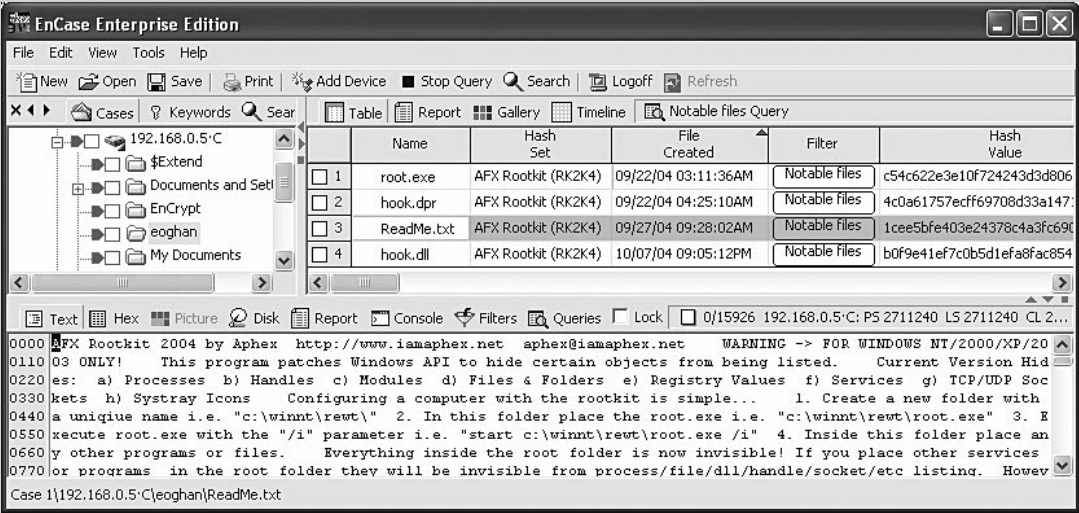 EnCase Enterprise Edition
File Edit View Tools Help
New Open Save Print Add Device Stop Query Search Logoff Refresh
Cases Keywords Sear Table Report Gallery Timeline Notable files Query
192.168.0.5·C
$Extend
Documents and Set
EnCrypt
eoghan
My Documents
Name Hash Set File Created Filter Hash Value
1 root.exe AFX Rootkit (RK2K4) 09/22/04 03:11:36AM Notable files c54c622e3e10f724243d3d806
2 hook.dpr AFX Rootkit (RK2K4) 09/22/04 04:25:10AM Notable files 4c0a61757ecff69708d33a147
3 ReadMe.txt AFX Rootkit (RK2K4) 09/27/04 09:28:02AM Notable files 1cee5bfe403e24378c4a3fc690
4 hook.dll AFX Rootkit (RK2K4) 10/07/04 09:05:12PM Notable files b0f9e41ef7c0b5d1efa8fac854
Text Hex Picture Disk Report Console Filters Queries Lock 0/15926 192.168.0.5·C: PS 2711240 LS 2711240 CL 2...
0000 AFX Rootkit 2004 by Aphex http://www.iamaphex.net aphex@iamaphex.net WARNING -> FOR WINDOWS NT/2000/XP/20
0110 03 ONLY! This program patches Windows API to hide certain objects from being listed. Current Version Hid
0220 es: a) Processes b) Handles c) Modules d) Files & Folders e) Registry Values f) Services g) TCP/UDP Soc
0330 kets h) Systray Icons Configuring a computer with the rootkit is simple... 1. Create a new folder with
0440 a uniqiue name i.e. "c:\winnt\rewt\" 2. In this folder place the root.exe i.e. "c:\winnt\rewt\root.exe" 3. E
0550 xecute root.exe with the "/i" parameter i.e. "start c:\winnt\rewt\root.exe /i" 4. Inside this folder place an
0660 y other programs or files. Everything inside the root folder is now invisible! If you place other services
0770 or programs in the root folder they will be invisible from process/file/dll/handle/socket/etc listing. Howev
Case 1\192.168.0.5·C\eoghan\ReadMe.txt